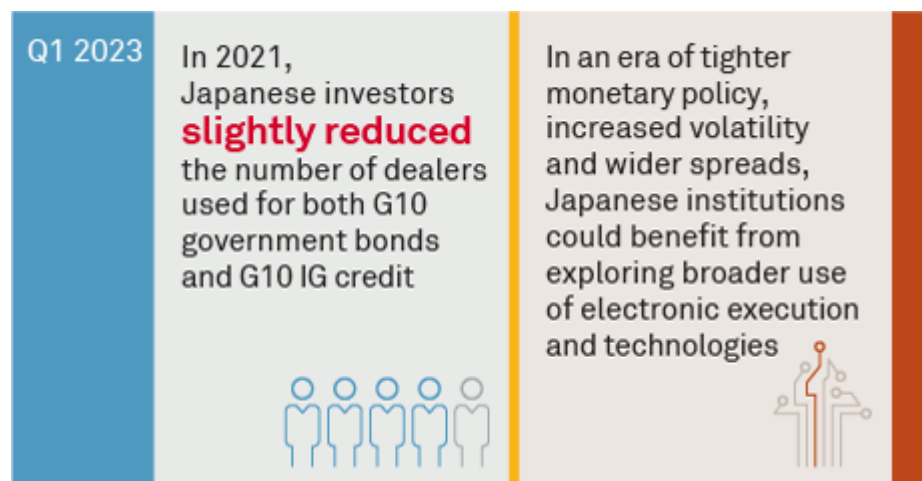 Q1 2023
In 2021,
Japanese investors
slightly reduced
the number of dealers
used for both G10
government bonds
and G10 IG credit
In an era of tighter
monetary policy,
increased volatility
and wider spreads,
Japanese institutions
could benefit from
exploring broader use
of electronic execution
and technologies